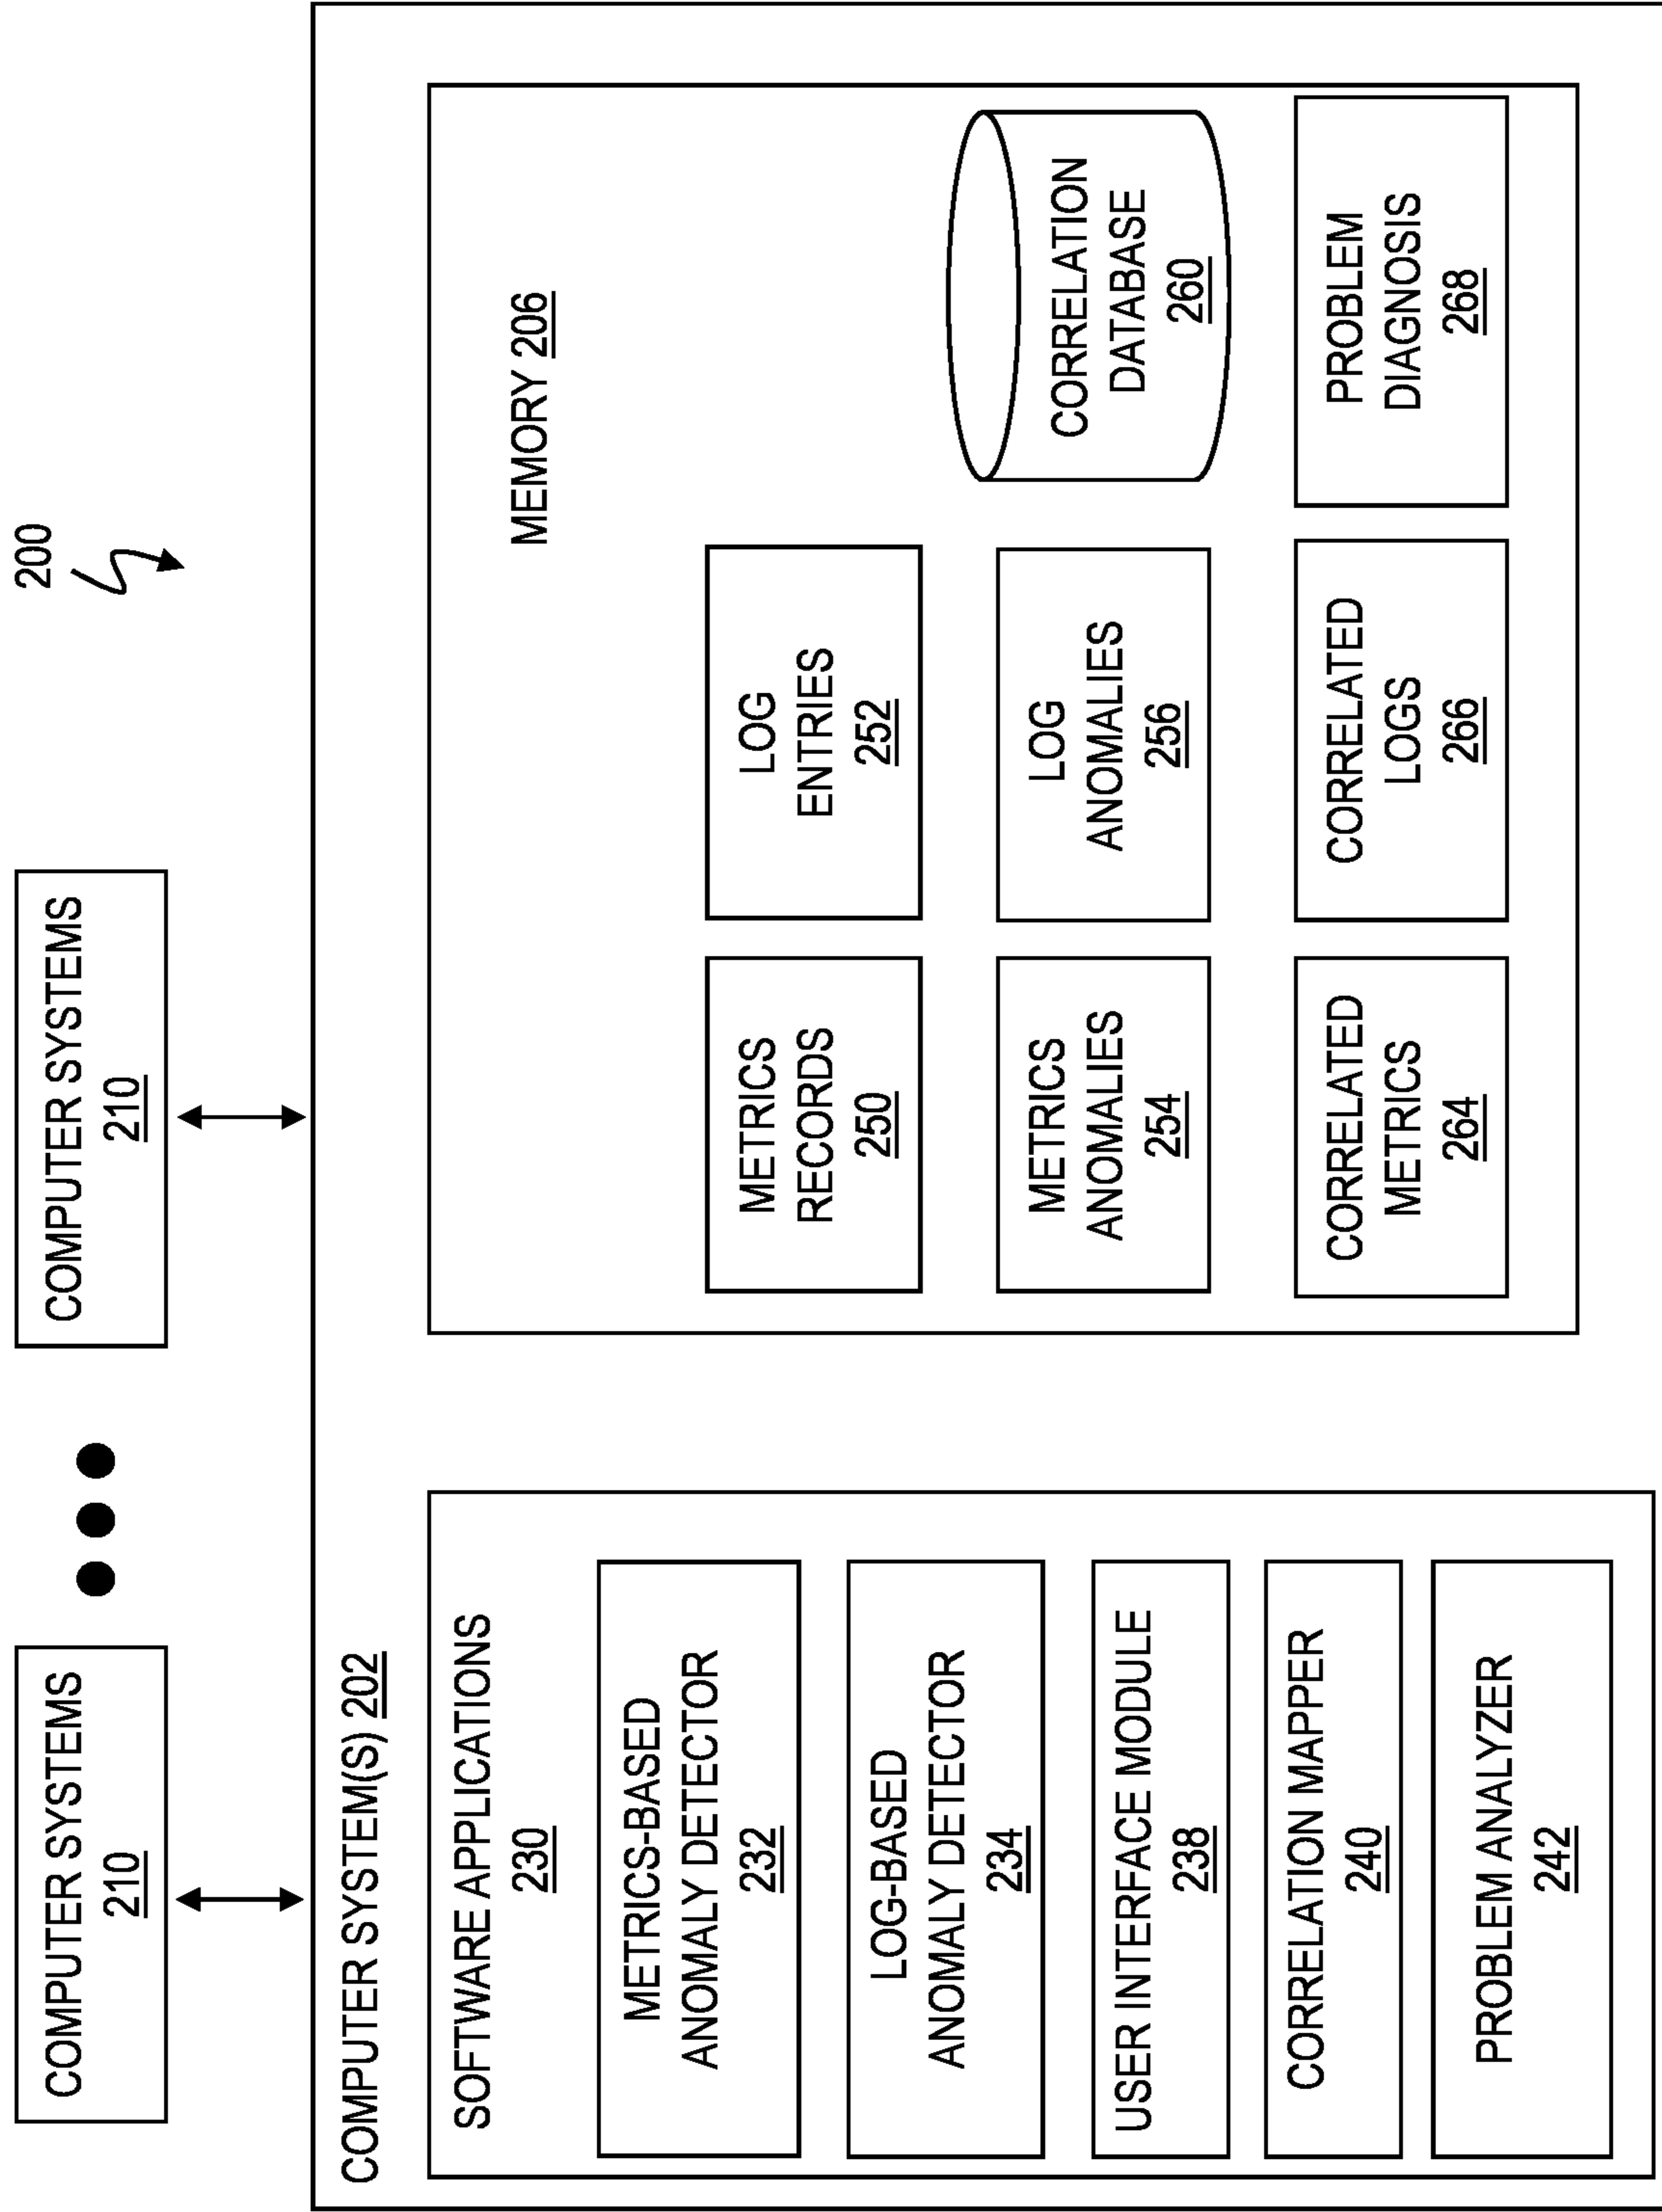 200
COMPUTER SYSTEMS
210
COMPUTER SYSTEMS
210
COMPUTER SYSTEM(S) 202
SOFTWARE APPLICATIONS
230
METRICS-BASED
ANOMALY DETECTOR
232
LOG-BASED
ANOMALY DETECTOR
234
USER INTERFACE MODULE
238
CORRELATION MAPPER
240
PROBLEM ANALYZER
242
MEMORY 206
METRICS
RECORDS
250
LOG
ENTRIES
252
METRICS
ANOMALIES
254
LOG
ANOMALIES
256
CORRELATION
DATABASE
260
CORRELATED
METRICS
264
CORRELATED
LOGS
266
PROBLEM
DIAGNOSIS
268